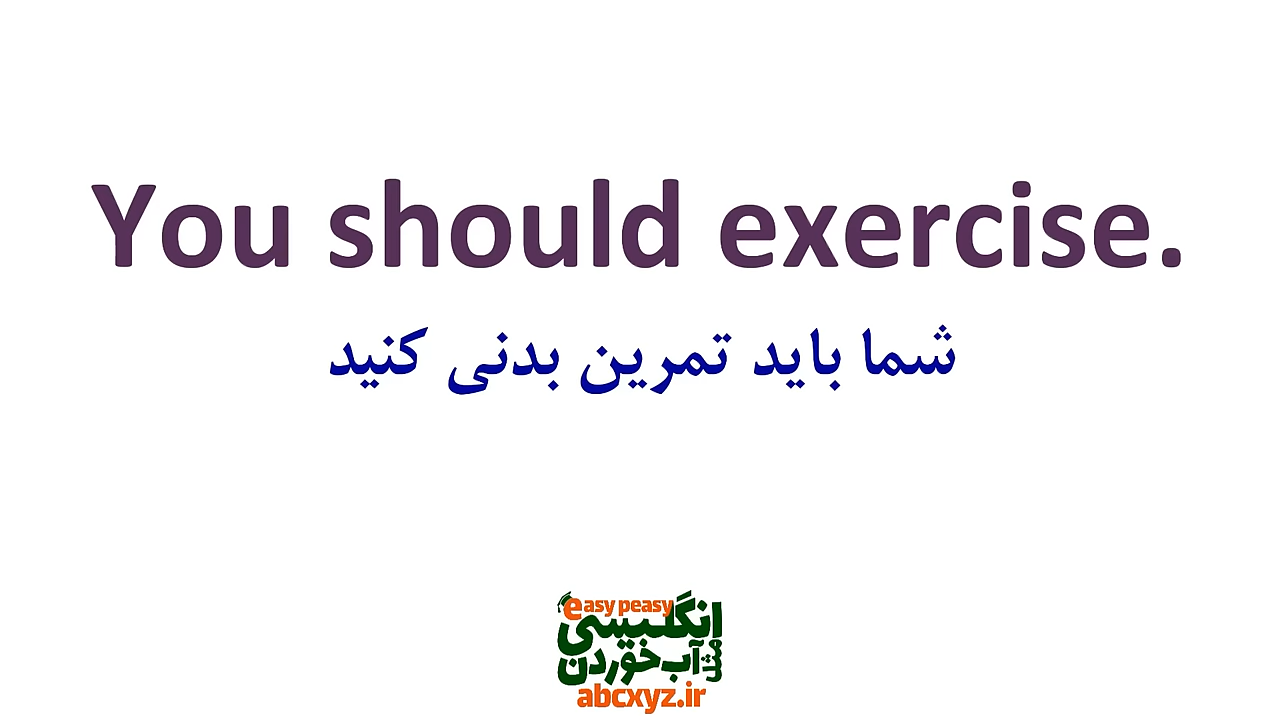 You should exercise.
شما باید تمرین بدنی کنید
easy peasy
انگلیسی
مثل آب خوردن
abcxyz.ir